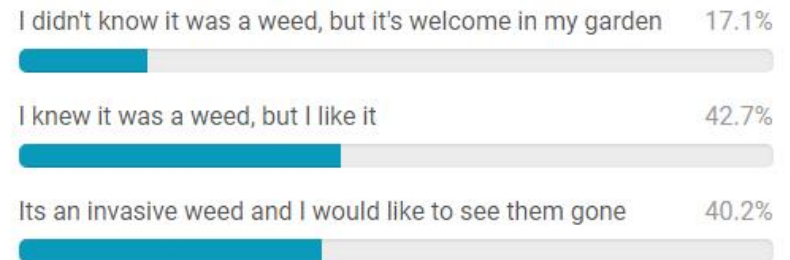 I didn't know it was a weed, but it's welcome in my garden 17.1%
I knew it was a weed, but I like it 42.7%
Its an invasive weed and I would like to see them gone 40.2%